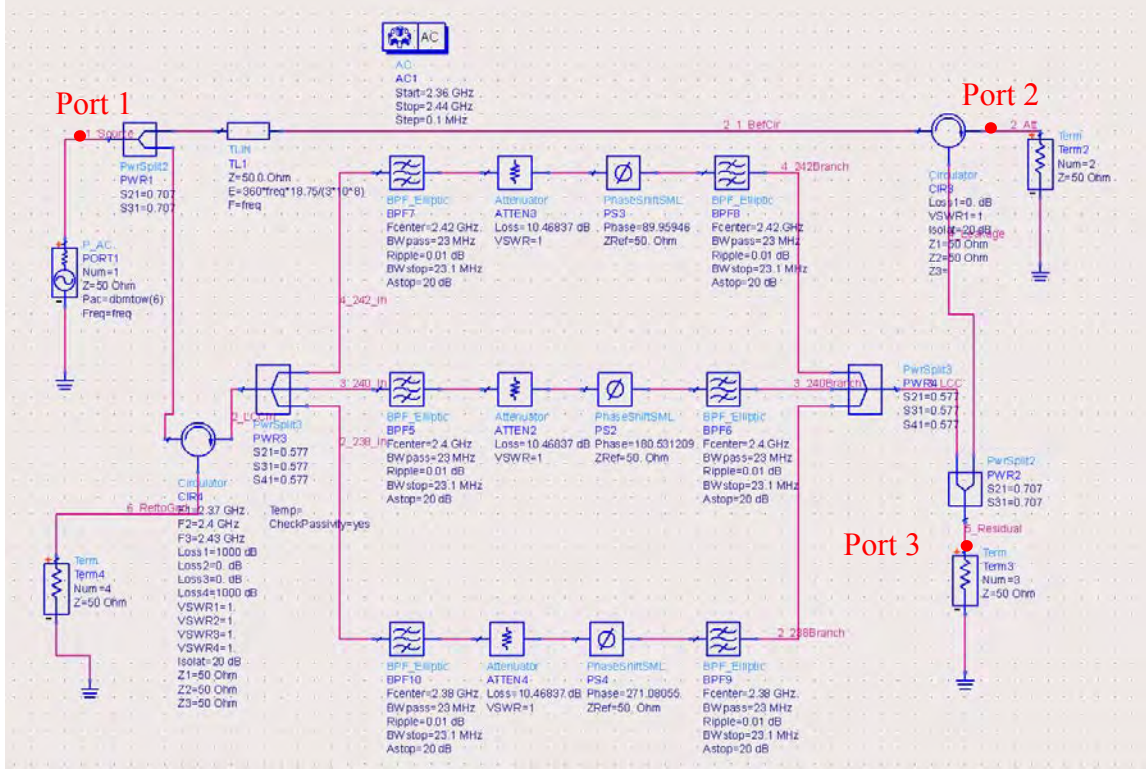 AC
AC
AC1
Start=2.36 GHz
Stop=2.44 GHz
Step=0.1 MHz
Port 1
1_Source
PwrSplit2
PWR1
S21=0.707
S31=0.707
TLIN
TL1
Z=50.0 Ohm
E=360*freq*18.75/(3*10^8)
F=freq
2_1_BefCir
Port 2
2_Aft
Term
Term2
Num=2
Z=50 Ohm
Circulator
CIR3
Loss1=0. dB
VSWR1=1.
Isolat=20 dB
Z1=50 Ohm
Z2=50 Ohm
Z3=
P_AC
PORT1
Num=1
Z=50 Ohm
Pac=dbmtow(6)
Freq=freq
BPF_Elliptic
BPF7
Fcenter=2.42 GHz
BWpass=23 MHz
Ripple=0.01 dB
BWstop=23.1 MHz
Astop=20 dB
Attenuator
ATTEN3
Loss=10.46837 dB
VSWR=1
PhaseShiftSML
PS3
Phase=89.95946
ZRef=50. Ohm
BPF_Elliptic
BPF8
Fcenter=2.42 GHz
BWpass=23 MHz
Ripple=0.01 dB
BWstop=23.1 MHz
Astop=20 dB
4_242Branch
4_242_In
3_240_In
2_238_In
PwrSplit3
PWR3
S21=0.577
S31=0.577
S41=0.577
BPF_Elliptic
BPF5
Fcenter=2.4 GHz
BWpass=23 MHz
Ripple=0.01 dB
BWstop=23.1 MHz
Astop=20 dB
Attenuator
ATTEN2
Loss=10.46837 dB
VSWR=1
PhaseShiftSML
PS2
Phase=180.531209
ZRef=50. Ohm
BPF_Elliptic
BPF6
Fcenter=2.4 GHz
BWpass=23 MHz
Ripple=0.01 dB
BWstop=23.1 MHz
Astop=20 dB
3_240Branch
PwrSplit3
PWR4
S21=0.577
S31=0.577
S41=0.577
PwrSplit2
PWR2
S21=0.707
S31=0.707
5_Residual
Port 3
Term
Term3
Num=3
Z=50 Ohm
Circulator
CIR4
F1=2.37 GHz
F2=2.4 GHz
F3=2.43 GHz
Loss1=1000 dB
Loss2=0. dB
Loss3=0. dB
Loss4=1000 dB
VSWR1=1.
VSWR2=1.
VSWR3=1.
VSWR4=1.
Isolat=20 dB
Z1=50 Ohm
Z2=50 Ohm
Z3=50 Ohm
Temp=
CheckPassivity=yes
Term
Term4
Num=4
Z=50 Ohm
BPF_Elliptic
BPF10
Fcenter=2.38 GHz
BWpass=23 MHz
Ripple=0.01 dB
BWstop=23.1 MHz
Astop=20 dB
Attenuator
ATTEN4
Loss=10.46837 dB
VSWR=1
PhaseShiftSML
PS4
Phase=271.08055
ZRef=50. Ohm
BPF_Elliptic
BPF9
Fcenter=2.38 GHz
BWpass=23 MHz
Ripple=0.01 dB
BWstop=23.1 MHz
Astop=20 dB
2_238Branch